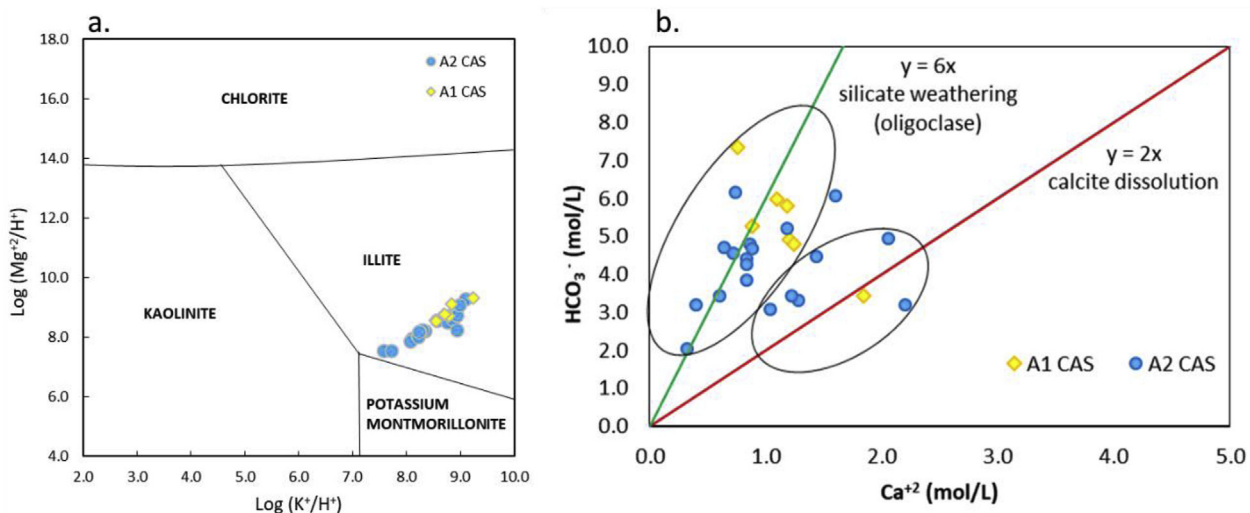 a.
18.0
16.0
14.0
12.0
10.0
8.0
6.0
4.0
2.0 3.0 4.0 5.0 6.0 7.0 8.0 9.0 10.0
Log (Mg⁺²/H⁺)
Log (K⁺/H⁺)
A2 CAS
A1 CAS
CHLORITE
ILLITE
KAOLINITE
POTASSIUM
MONTMORILLONITE
b.
10.0
9.0
8.0
7.0
6.0
5.0
4.0
3.0
2.0
1.0
0.0
0.0 1.0 2.0 3.0 4.0 5.0
HCO₃⁻ (mol/L)
Ca⁺² (mol/L)
y = 6x
silicate weathering
(oligoclase)
y = 2x
calcite dissolution
A1 CAS A2 CAS